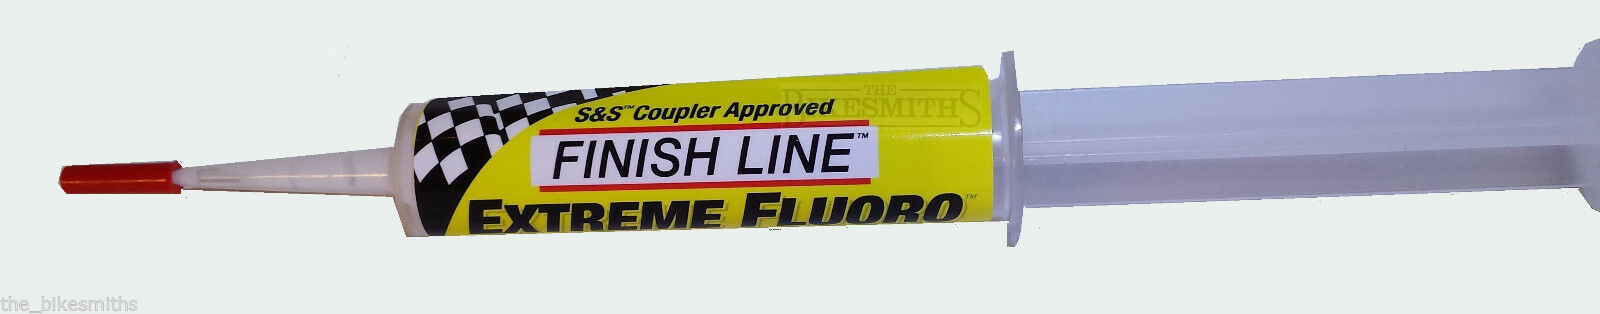 THE
BIKESMITHS
S&S™ Coupler Approved
FINISH LINE™
EXTREME FLUORO™
the_bikesmiths